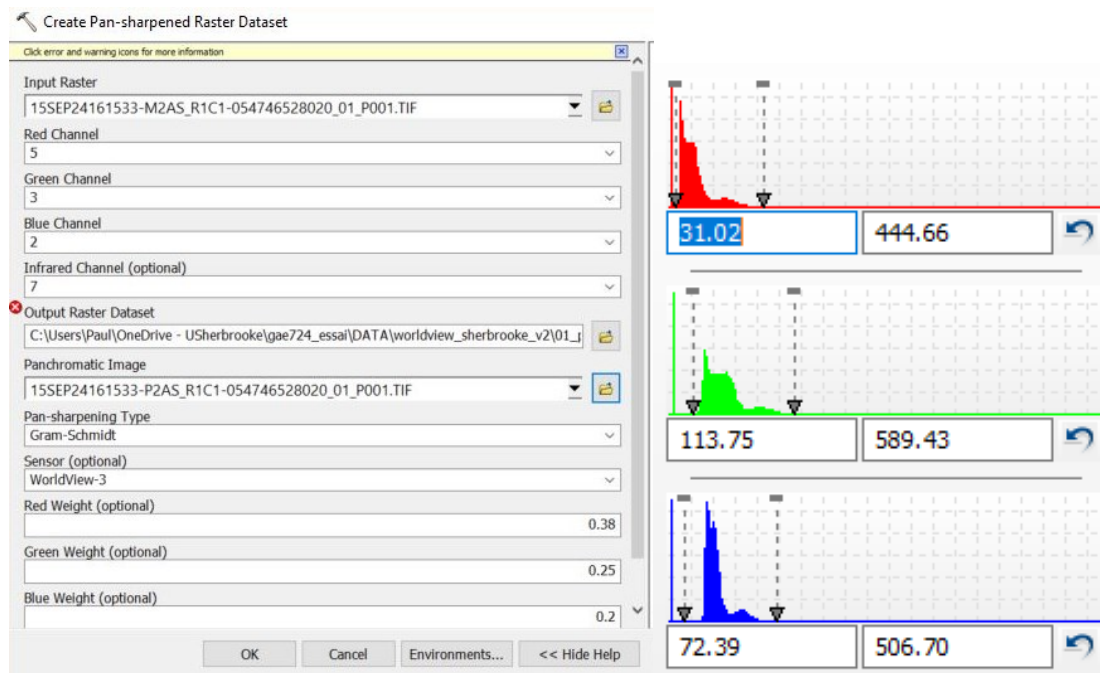 Create Pan-sharpened Raster Dataset
Click error and warning icons for more information
Input Raster
15SEP24161533-M2AS_R1C1-054746528020_01_P001.TIF
Red Channel
5
Green Channel
3
Blue Channel
2
Infrared Channel (optional)
7
Output Raster Dataset
C:\Users\Paul\OneDrive - USherbrooke\gae724_essai\DATA\worldview_sherbrooke_v2\01_
Panchromatic Image
15SEP24161533-P2AS_R1C1-054746528020_01_P001.TIF
Pan-sharpening Type
Gram-Schmidt
Sensor (optional)
WorldView-3
Red Weight (optional)
0.38
Green Weight (optional)
0.25
Blue Weight (optional)
0.2
OK Cancel Environments... << Hide Help
31.02 444.66
113.75 589.43
72.39 506.70